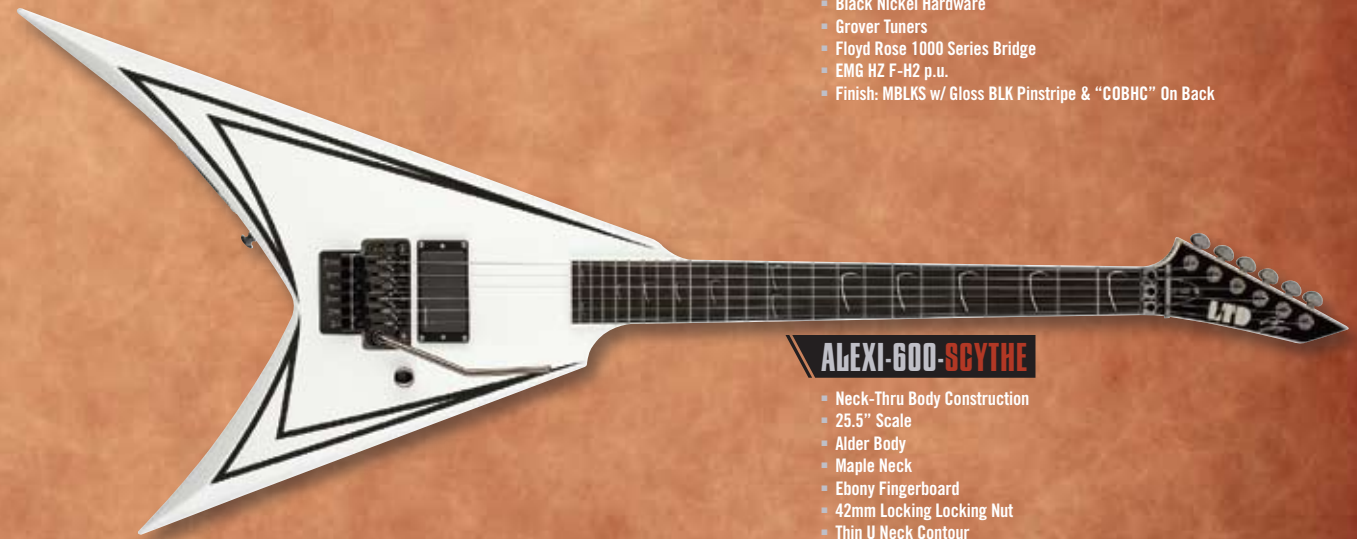 Black Nickel Hardware
Grover Tuners
Floyd Rose 1000 Series Bridge
EMG HZ F-H2 p.u.
Finish: MBLKS w/ Gloss BLK Pinstripe & “COBHC” On Back
LTD
ALEXI-600-SCYTHE
Neck-Thru Body Construction
25.5” Scale
Alder Body
Maple Neck
Ebony Fingerboard
42mm Locking Locking Nut
Thin U Neck Contour